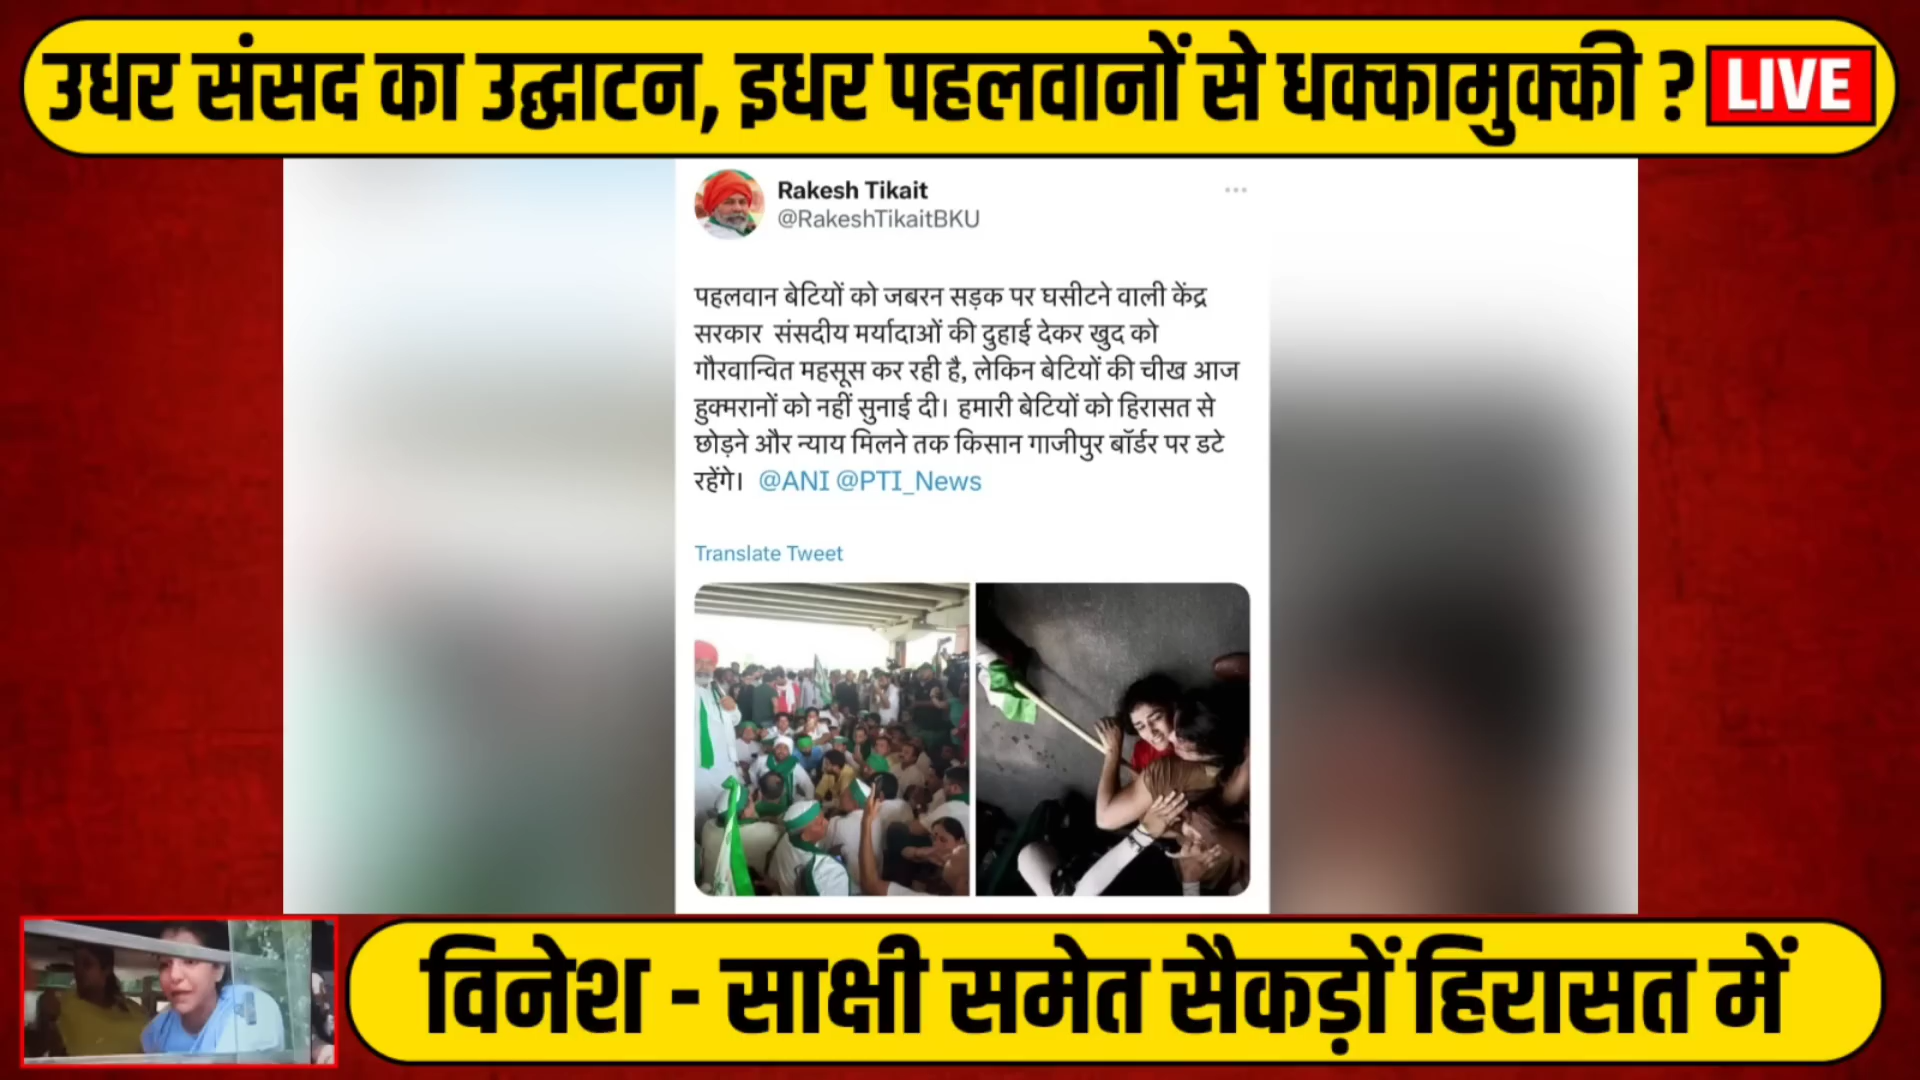 उधर संसद का उद्घाटन, इधर पहलवानों से धक्कामुक्की ? LIVE
Rakesh Tikait
@RakeshTikaitBKU
पहलवान बेटियों को जबरन सड़क पर घसीटने वाली केंद्र
सरकार संसदीय मर्यादाओं की दुहाई देकर खुद को
गौरवान्वित महसूस कर रही है, लेकिन बेटियों की चीख आज
हुक्मरानों को नहीं सुनाई दी। हमारी बेटियों को हिरासत से
छोड़ने और न्याय मिलने तक किसान गाजीपुर बॉर्डर पर डटे
रहेंगे। @ANI @PTI_News
Translate Tweet
विनेश - साक्षी समेत सैकड़ों हिरासत में